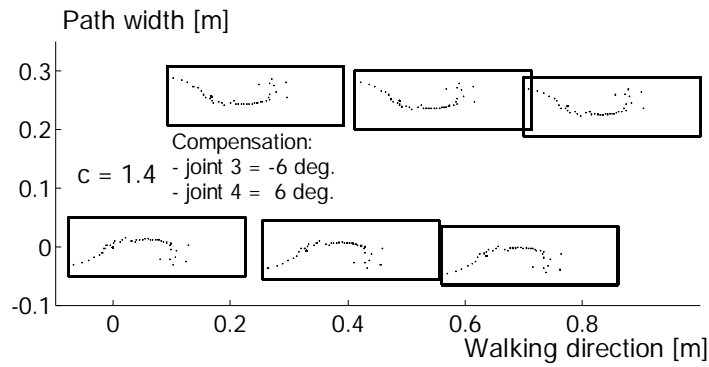 Path width [m]
0.3
0.2
Compensation:
- joint 3 = -6 deg.
c = 1.4
- joint 4 =  6 deg.
0.1
0
-0.1
0
0.2
0.4
0.6
0.8
Walking direction [m]